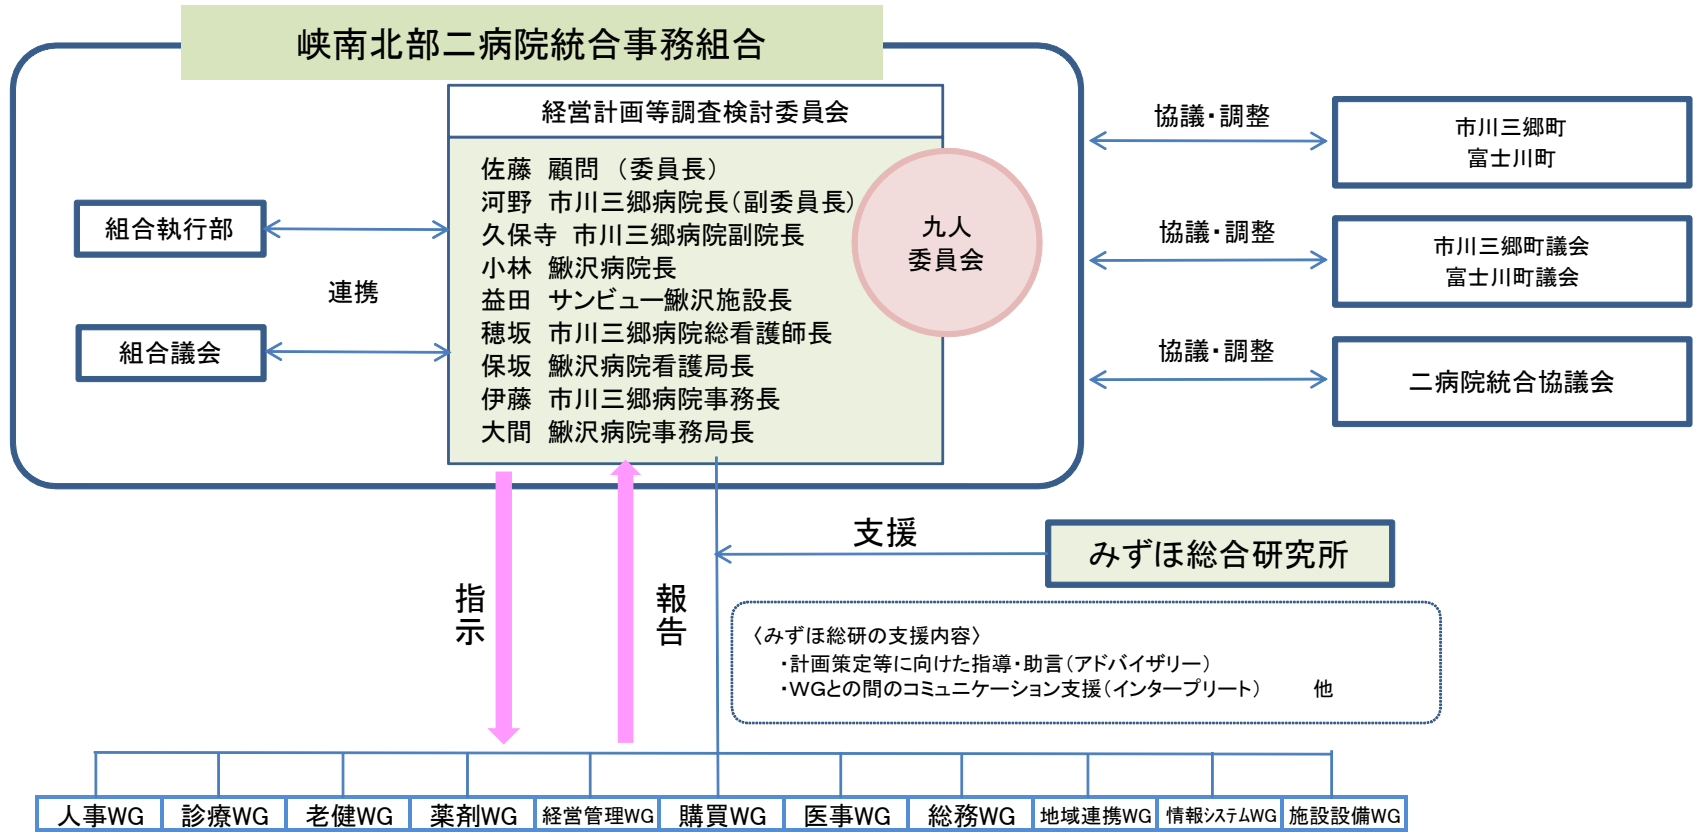 峡南北部二病院統合事務組合
経営計画等調査検討委員会
佐藤 顧問 （委員長）
河野 市川三郷病院長（副委員長）
久保寺 市川三郷病院副院長
小林 鰍沢病院長
益田 サンビュー鰍沢施設長
穂坂 市川三郷病院総看護師長
保坂 鰍沢病院看護局長
伊藤 市川三郷病院事務長
大間 鰍沢病院事務局長
九人
委員会
組合執行部
連携
組合議会
協議・調整
市川三郷町
富士川町
協議・調整
市川三郷町議会
富士川町議会
協議・調整
二病院統合協議会
支援
みずほ総合研究所
指示
報告
〈みずほ総研の支援内容〉
・計画策定等に向けた指導・助言（アドバイザリー）
・WGとの間のコミュニケーション支援（インタープリート） 他
人事WG
診療WG
老健WG
薬剤WG
経営管理WG
購買WG
医事WG
総務WG
地域連携WG
情報システムWG
施設設備WG